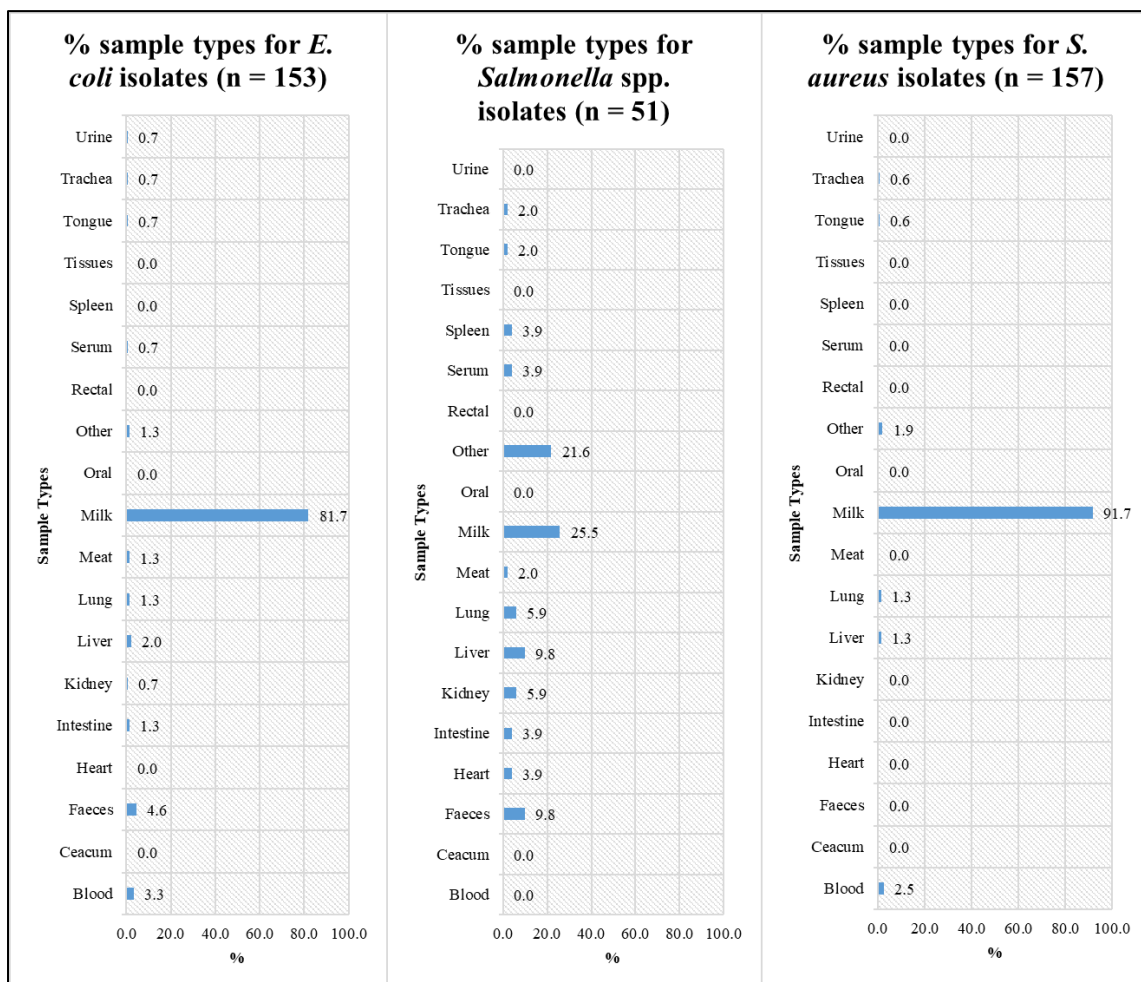 % sample types for E.
coli isolates (n = 153)
Sample Types
Urine 0.7
Trachea 0.7
Tongue 0.7
Tissues 0.0
Spleen 0.0
Serum 0.7
Rectal 0.0
Other 1.3
Oral 0.0
Milk 81.7
Meat 1.3
Lung 1.3
Liver 2.0
Kidney 0.7
Intestine 1.3
Heart 0.0
Faeces 4.6
Ceacum 0.0
Blood 3.3
0.0 20.0 40.0 60.0 80.0 100.0
%
% sample types for
Salmonella spp.
isolates (n = 51)
Sample Types
Urine 0.0
Trachea 2.0
Tongue 2.0
Tissues 0.0
Spleen 3.9
Serum 3.9
Rectal 0.0
Other 21.6
Oral 0.0
Milk 25.5
Meat 2.0
Lung 5.9
Liver 9.8
Kidney 5.9
Intestine 3.9
Heart 3.9
Faeces 9.8
Ceacum 0.0
Blood 0.0
0.0 20.0 40.0 60.0 80.0 100.0
%
% sample types for S.
aureus isolates (n = 157)
Sample Types
Urine 0.0
Trachea 0.6
Tongue 0.6
Tissues 0.0
Spleen 0.0
Serum 0.0
Rectal 0.0
Other 1.9
Oral 0.0
Milk 91.7
Meat 0.0
Lung 1.3
Liver 1.3
Kidney 0.0
Intestine 0.0
Heart 0.0
Faeces 0.0
Ceacum 0.0
Blood 2.5
0.0 20.0 40.0 60.0 80.0 100.0
%